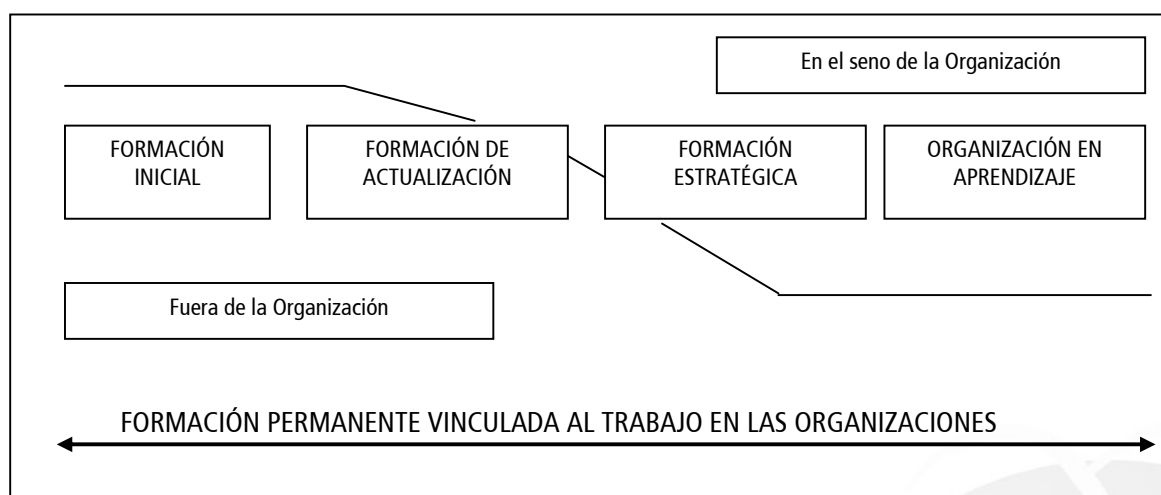 En el seno de la Organización
FORMACIÓN
INICIAL
FORMACIÓN DE
ACTUALIZACIÓN
FORMACIÓN
ESTRATÉGICA
ORGANIZACIÓN EN
APRENDIZAJE
Fuera de la Organización
FORMACIÓN PERMANENTE VINCULADA AL TRABAJO EN LAS ORGANIZACIONES